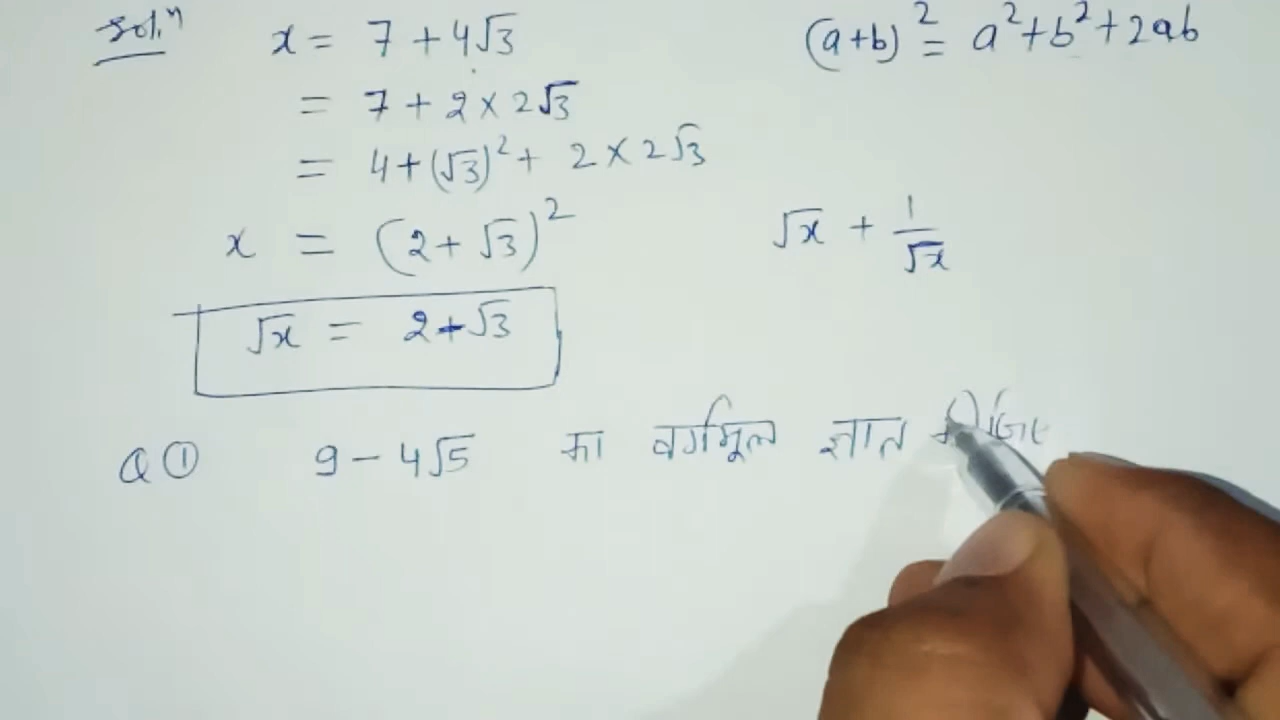 Sol.ⁿ x = 7 + 4√3 (a+b)² = a²+b²+2ab
= 7 + 2 × 2√3
= 4 + (√3)² + 2 × 2√3
x = (2 + √3)²
√x + 1/√x
√x = 2+√3
Q ① 9 - 4√5 का वर्गमूल ज्ञात